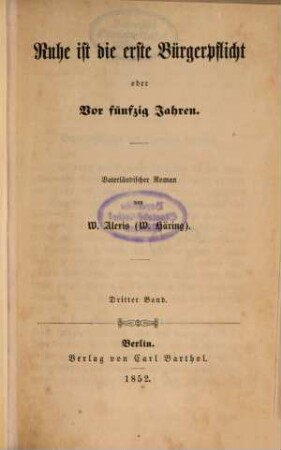 Ruhe ist die erste Bürgerpflicht
oder
Vor fünfzig Jahren.
Vaterländischer Roman
von
W. Alexis (W. Häring).
Dritter Band.
Berlin.
Verlag von Carl Barthol.
1852.